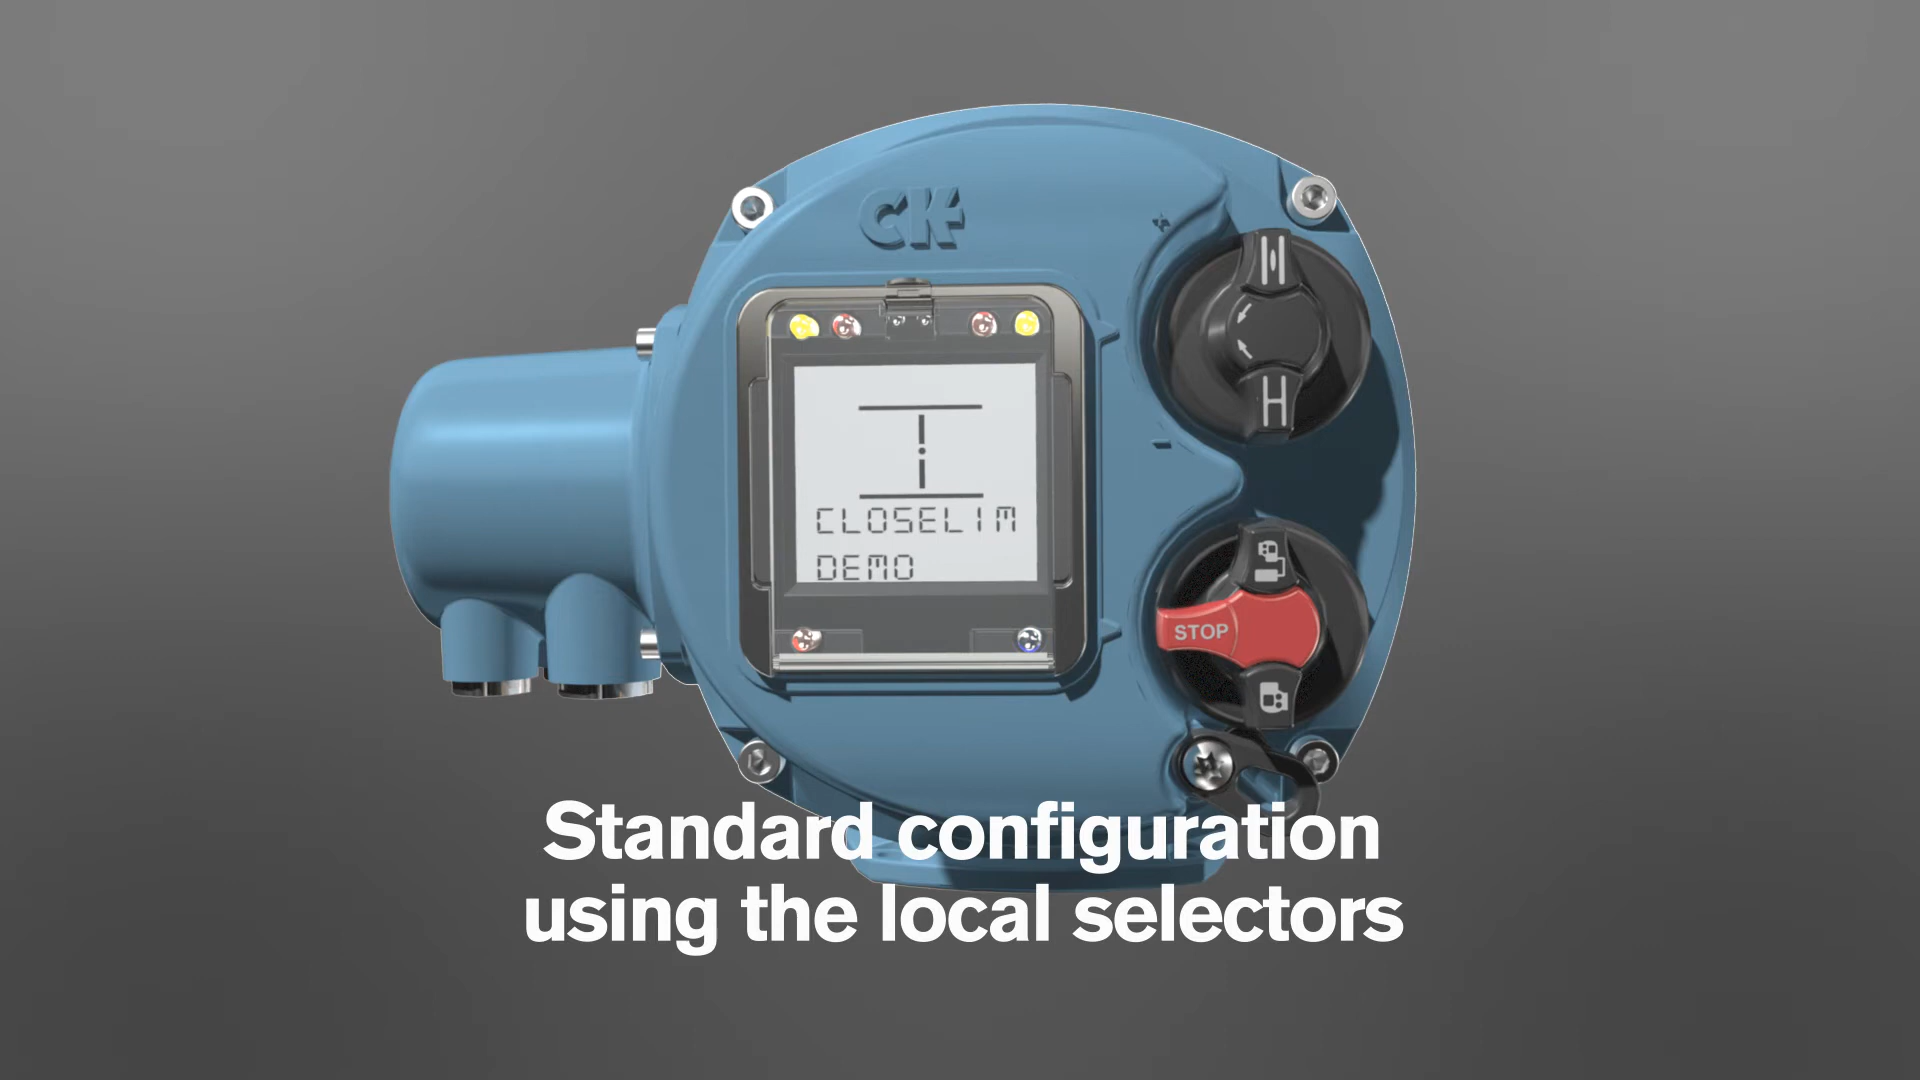 CK
CLOSELIM
DEMO
STOP
Standard configuration
using the local selectors